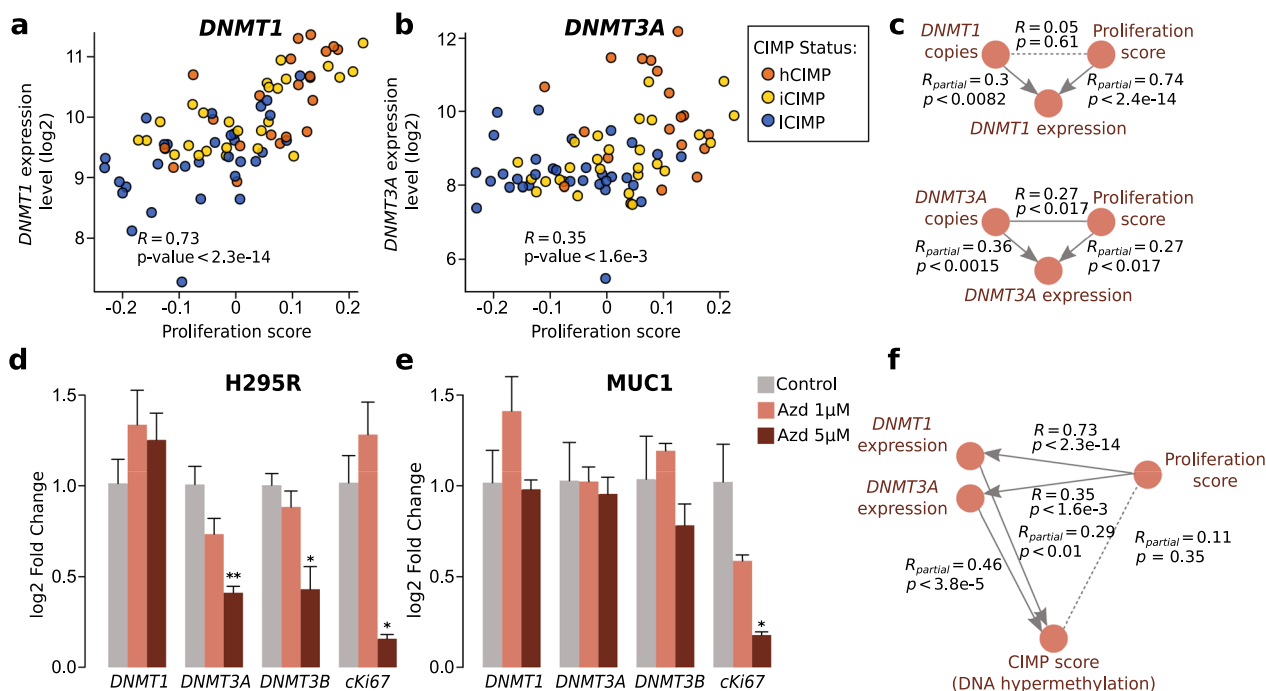 a
DNMT1
11
10
9
8
DNMT1 expression
level (log2)
R = 0.73
p-value < 2.3e-14
-0.2
-0.1
0
0.1
0.2
Proliferation score
b
DNMT3A
12
10
8
6
DNMT3A expression
level (log2)
R = 0.35
p-value < 1.6e-3
-0.2
-0.1
0
0.1
0.2
Proliferation score
CIMP Status:
hCIMP
iCIMP
lCIMP
c
DNMT1
copies
R = 0.05
p = 0.61
Proliferation
score
Rpartial = 0.3
p < 0.0082
Rpartial = 0.74
p < 2.4e-14
DNMT1 expression
DNMT3A
copies
R = 0.27
p < 0.017
Proliferation
score
Rpartial = 0.36
p < 0.0015
Rpartial = 0.27
p < 0.017
DNMT3A expression
d
H295R
1.5
1.0
0.5
0.0
log2 Fold Change
**
*
*
DNMT1
DNMT3A
DNMT3B
cKi67
e
MUC1
1.5
1.0
0.5
0.0
log2 Fold Change
*
DNMT1
DNMT3A
DNMT3B
cKi67
Control
Azd 1μM
Azd 5μM
f
DNMT1
expression
DNMT3A
expression
R = 0.73
p < 2.3e-14
Proliferation
score
R = 0.35
p < 1.6e-3
Rpartial = 0.29
p < 0.01
Rpartial = 0.11
p = 0.35
Rpartial = 0.46
p < 3.8e-5
CIMP score
(DNA hypermethylation)